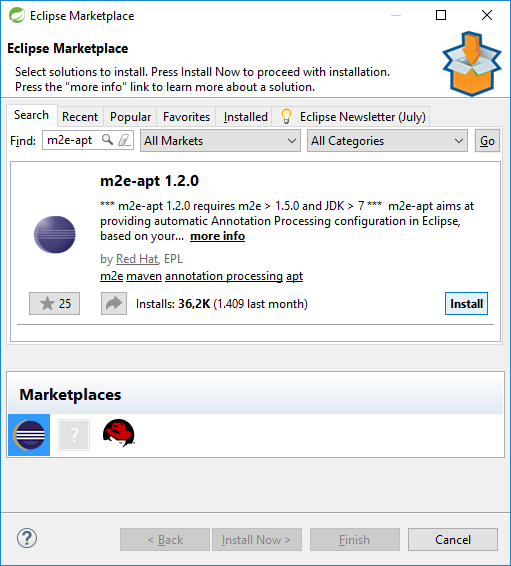 Eclipse Marketplace
Eclipse Marketplace
Select solutions to install. Press Install Now to proceed with installation.
Press the "more info" link to learn more about a solution.
Search Recent Popular Favorites Installed Eclipse Newsletter (July)
Find: m2e-apt All Markets All Categories Go
m2e-apt 1.2.0
*** m2e-apt 1.2.0 requires m2e > 1.5.0 and JDK > 7 *** m2e-apt aims at
providing automatic Annotation Processing configuration in Eclipse,
based on your... more info
by Red Hat, EPL
m2e maven annotation processing apt
25 Installs: 36,2K (1.409 last month) Install
Marketplaces
?
? < Back Install Now > Finish Cancel